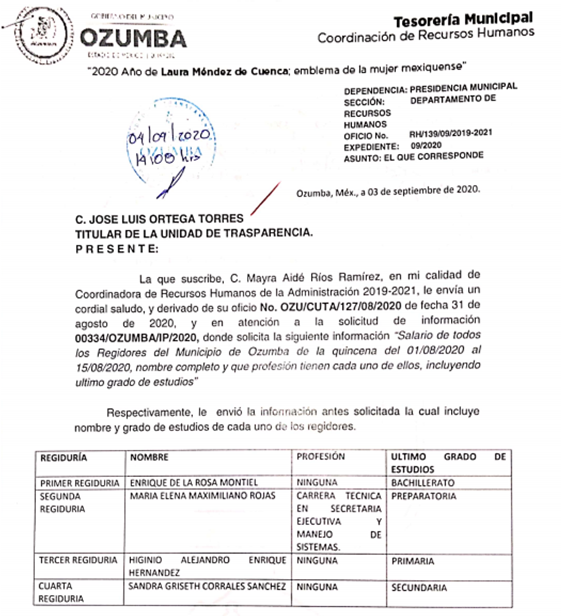 GOBIERNO DEL MUNICIPIO
OZUMBA
Tesorería Municipal
Coordinación de Recursos Humanos
"2020 Año de Laura Méndez de Cuenca; emblema de la mujer mexiquense"
DEPENDENCIA: PRESIDENCIA MUNICIPAL
SECCIÓN: DEPARTAMENTO DE
RECURSOS
HUMANOS
OFICIO No. RH/139/09/2019-2021
EXPEDIENTE: 09/2020
ASUNTO: EL QUE CORRESPONDE
04/09/2020
14:00 hrs
Ozumba, Méx., a 03 de septiembre de 2020.
C. JOSE LUIS ORTEGA TORRES
TITULAR DE LA UNIDAD DE TRASPARENCIA.
P R E S E N T E:
La que suscribe, C. Mayra Aidé Ríos Ramírez, en mi calidad de
Coordinadora de Recursos Humanos de la Administración 2019-2021, le envía un
cordial saludo, y derivado de su oficio No. OZU/CUTA/127/08/2020 de fecha 31 de
agosto de 2020, y en atención a la solicitud de información
00334/OZUMBA/IP/2020, donde solicita la siguiente información "Salario de todos
los Regidores del Municipio de Ozumba de la quincena del 01/08/2020 al
15/08/2020, nombre completo y que profesión tienen cada uno de ellos, incluyendo
ultimo grado de estudios"
Respectivamente, le envió la información antes solicitada la cual incluye
nombre y grado de estudios de cada uno de los regidores.
REGIDURÍA NOMBRE PROFESIÓN ULTIMO GRADO DE
ESTUDIOS
PRIMER REGIDURIA ENRIQUE DE LA ROSA MONTIEL NINGUNA BACHILLERATO
SEGUNDA REGIDURIA MARIA ELENA MAXIMILIANO ROJAS CARRERA TECNICA
EN SECRETARIA
EJECUTIVA Y
MANEJO DE
SISTEMAS. PREPARATORIA
TERCER REGIDURIA HIGINIO ALEJANDRO ENRIQUE
HERNANDEZ NINGUNA PRIMARIA
CUARTA
REGIDURIA SANDRA GRISETH CORRALES SANCHEZ NINGUNA SECUNDARIA